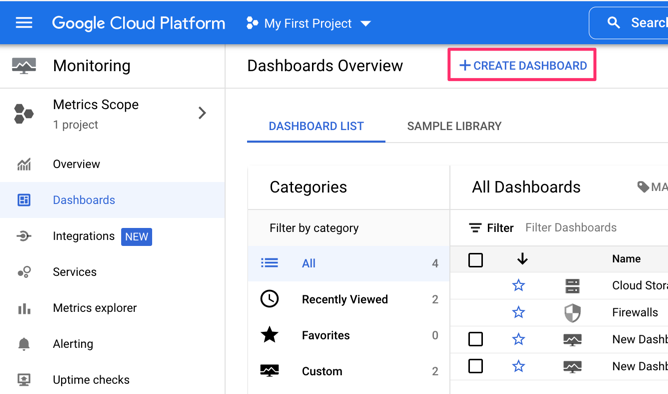 Google Cloud Platform My First Project Search
Monitoring
Dashboards Overview
+ CREATE DASHBOARD
Metrics Scope
1 project
Overview
Dashboards
Integrations NEW
Services
Metrics explorer
Alerting
Uptime checks
DASHBOARD LIST SAMPLE LIBRARY
Categories
Filter by category
All 4
Recently Viewed 2
Favorites 0
Custom 2
All Dashboards MA
Filter Filter Dashboards
Name
Cloud Stora
Firewalls
New Dashb
New Dashb